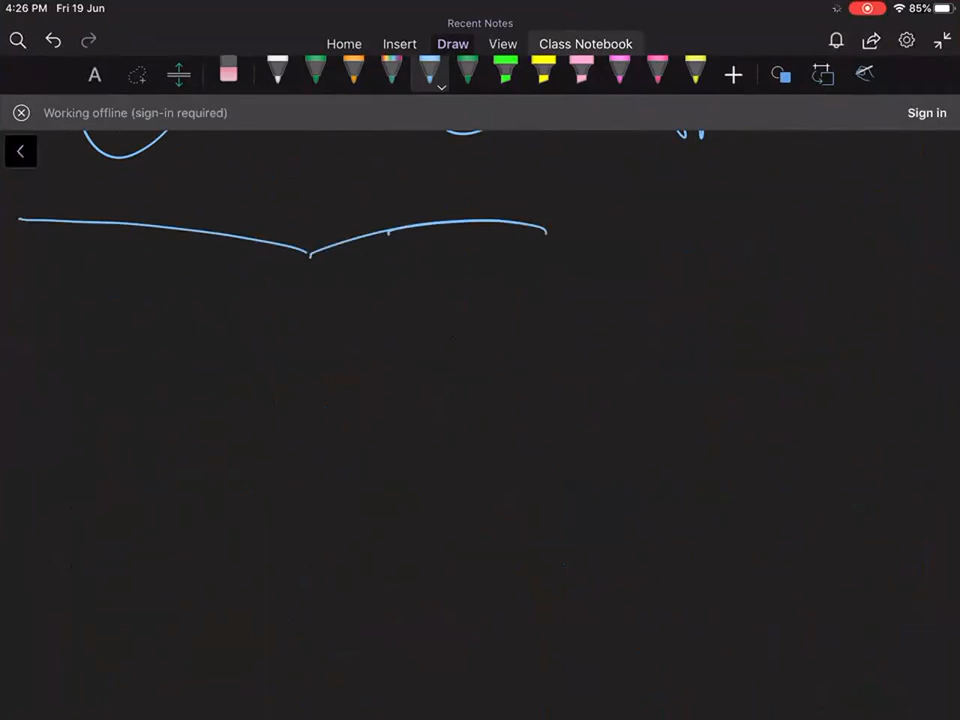 4:26 PM Fri 19 Jun
85%
Recent Notes
Home Insert Draw View Class Notebook
A
Working offline (sign-in required) Sign in